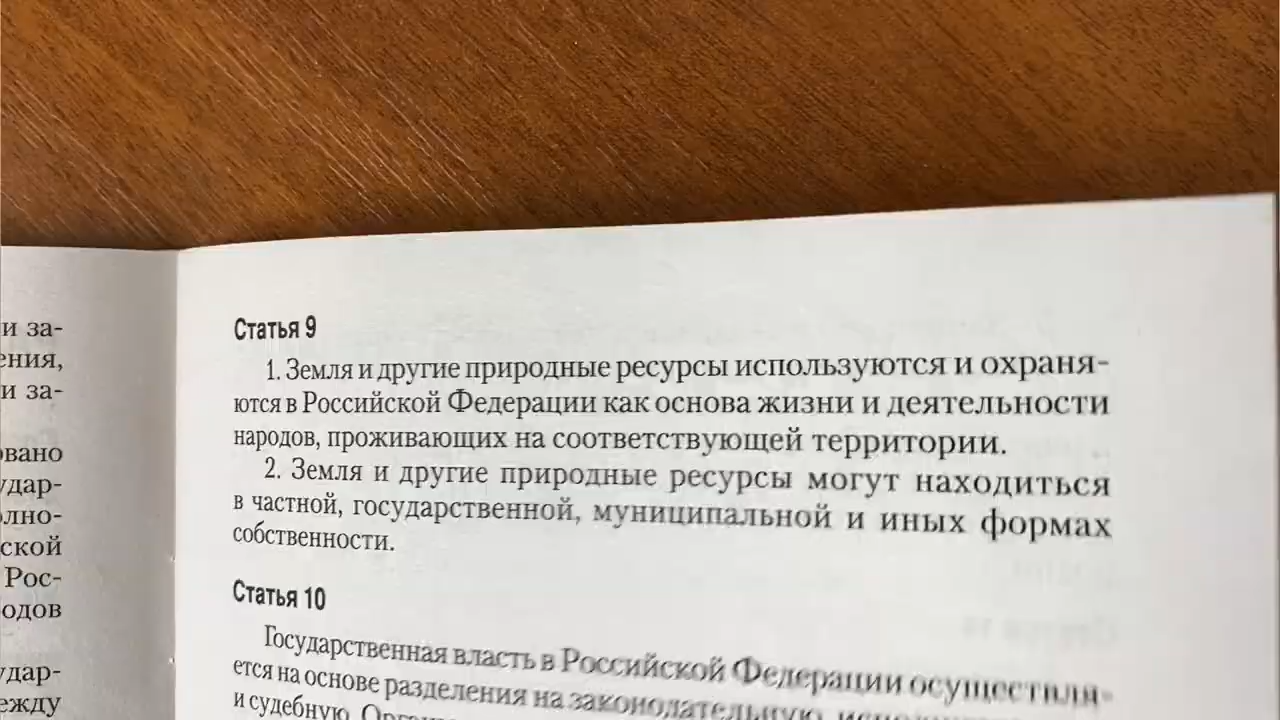 и за-
ения,
и за-
овано
удар-
олно-
ской
Рос-
одов
удар-
ежду
Статья 9
1. Земля и другие природные ресурсы используются и охраня-
ются в Российской Федерации как основа жизни и деятельности
народов, проживающих на соответствующей территории.
2. Земля и другие природные ресурсы могут находиться
в частной, государственной, муниципальной и иных формах
собственности.
Статья 10
Государственная власть в Российской Федерации осуществля-
ется на основе разделения на законодательную,
и судебную.